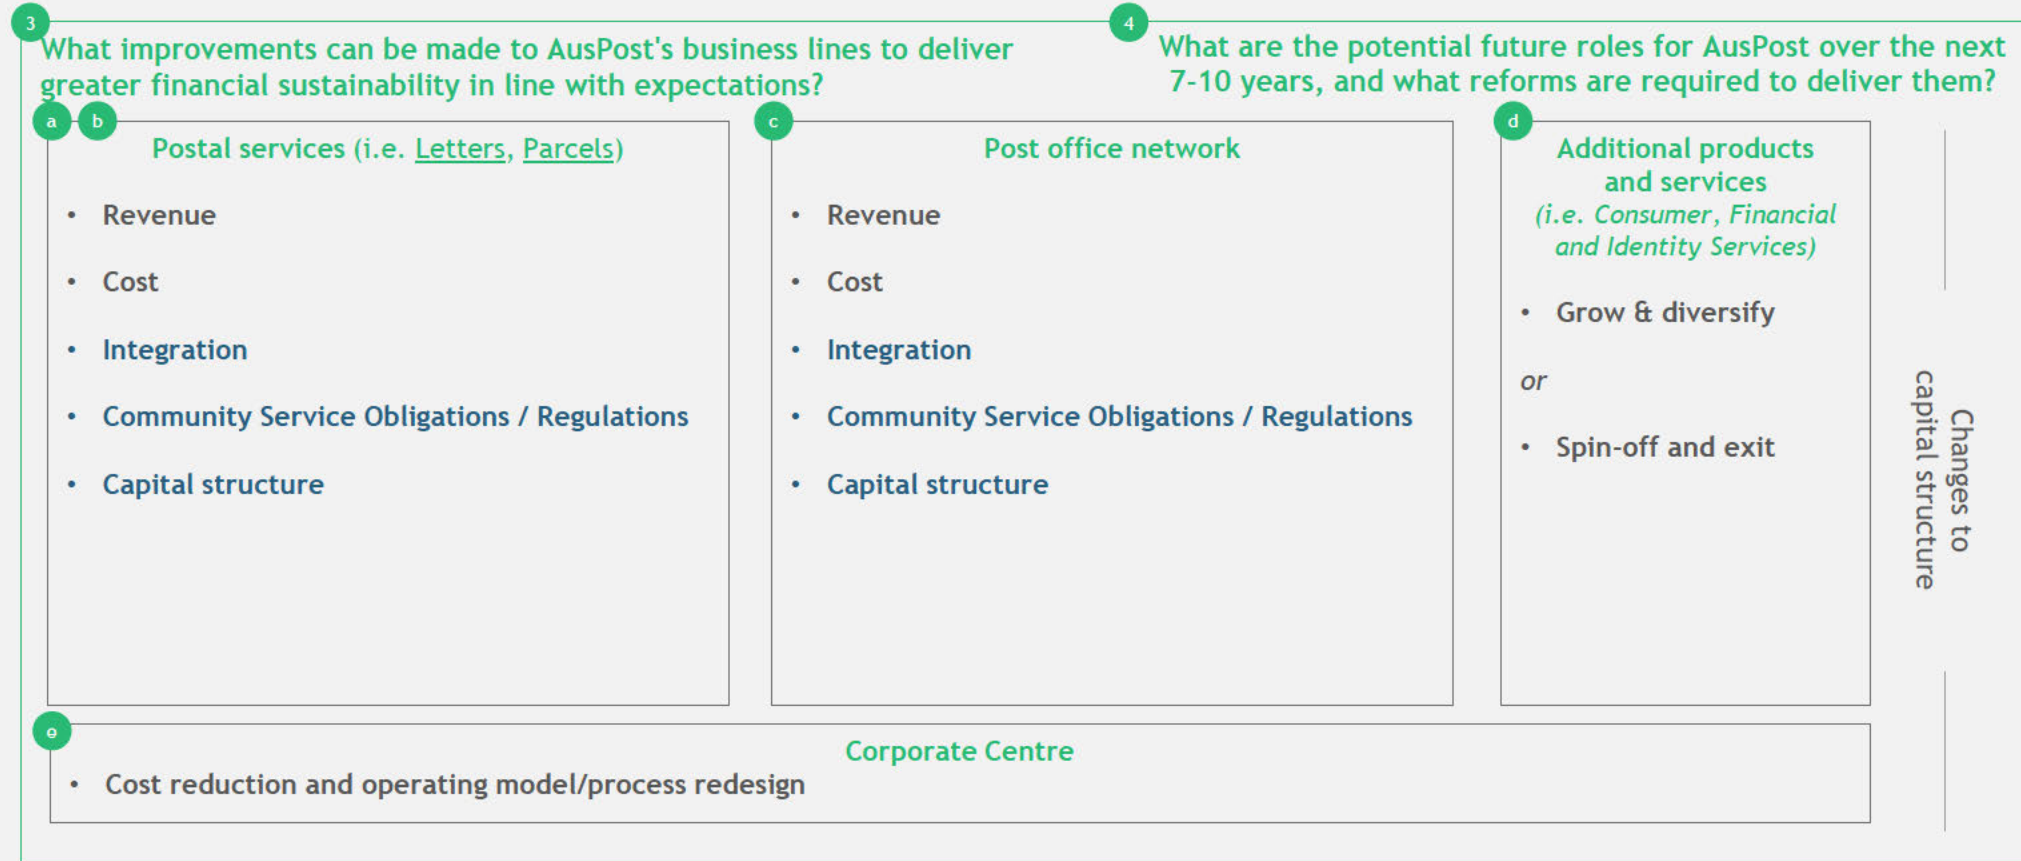 3
What improvements can be made to AusPost's business lines to deliver
greater financial sustainability in line with expectations?
4
What are the potential future roles for AusPost over the next
7-10 years, and what reforms are required to deliver them?
a b
Postal services (i.e. Letters, Parcels)
• Revenue
• Cost
• Integration
• Community Service Obligations / Regulations
• Capital structure
c
Post office network
• Revenue
• Cost
• Integration
• Community Service Obligations / Regulations
• Capital structure
d
Additional products
and services
(i.e. Consumer, Financial
and Identity Services)
• Grow & diversify
or
• Spin-off and exit
Changes to
capital structure
e
Corporate Centre
• Cost reduction and operating model/process redesign